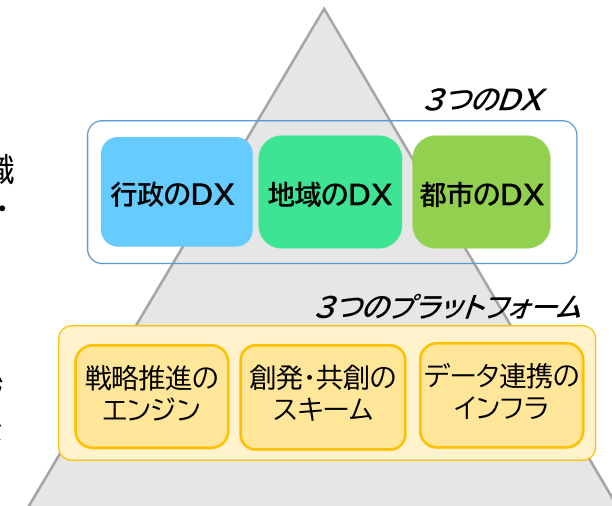 3つのDX
行政のDX
地域のDX
都市のDX
3つのプラットフォーム
戦略推進の
エンジン
創発・共創の
スキーム
データ連携の
インフラ